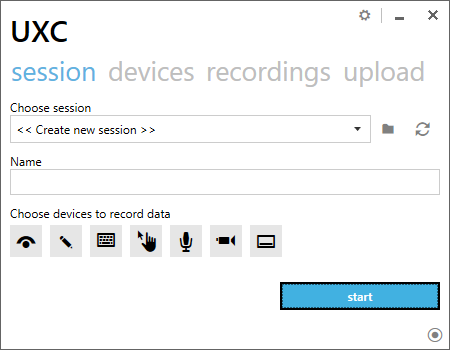 UXC
session devices recordings upload
Choose session
<< Create new session >>
Name
Choose devices to record data
start